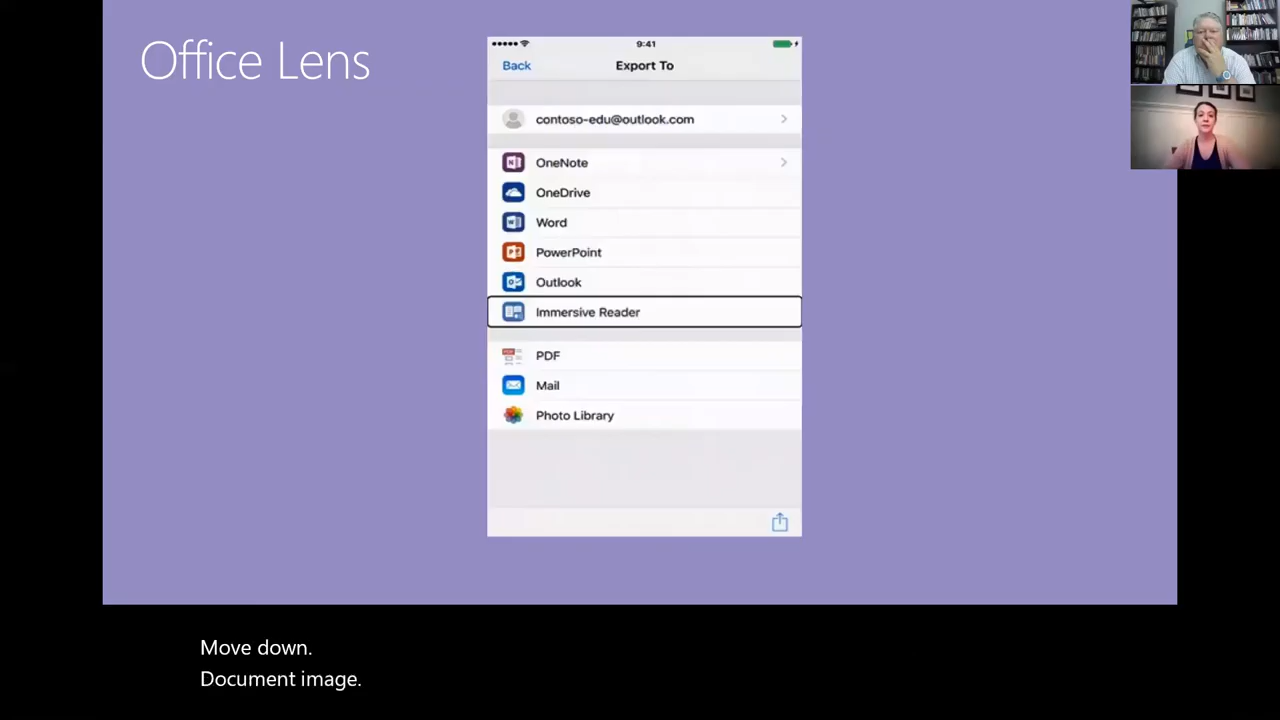 Office Lens
9:41
Back
Export To
contoso-edu@outlook.com
OneNote
OneDrive
Word
PowerPoint
Outlook
Immersive Reader
PDF
Mail
Photo Library
Move down.
Document image.